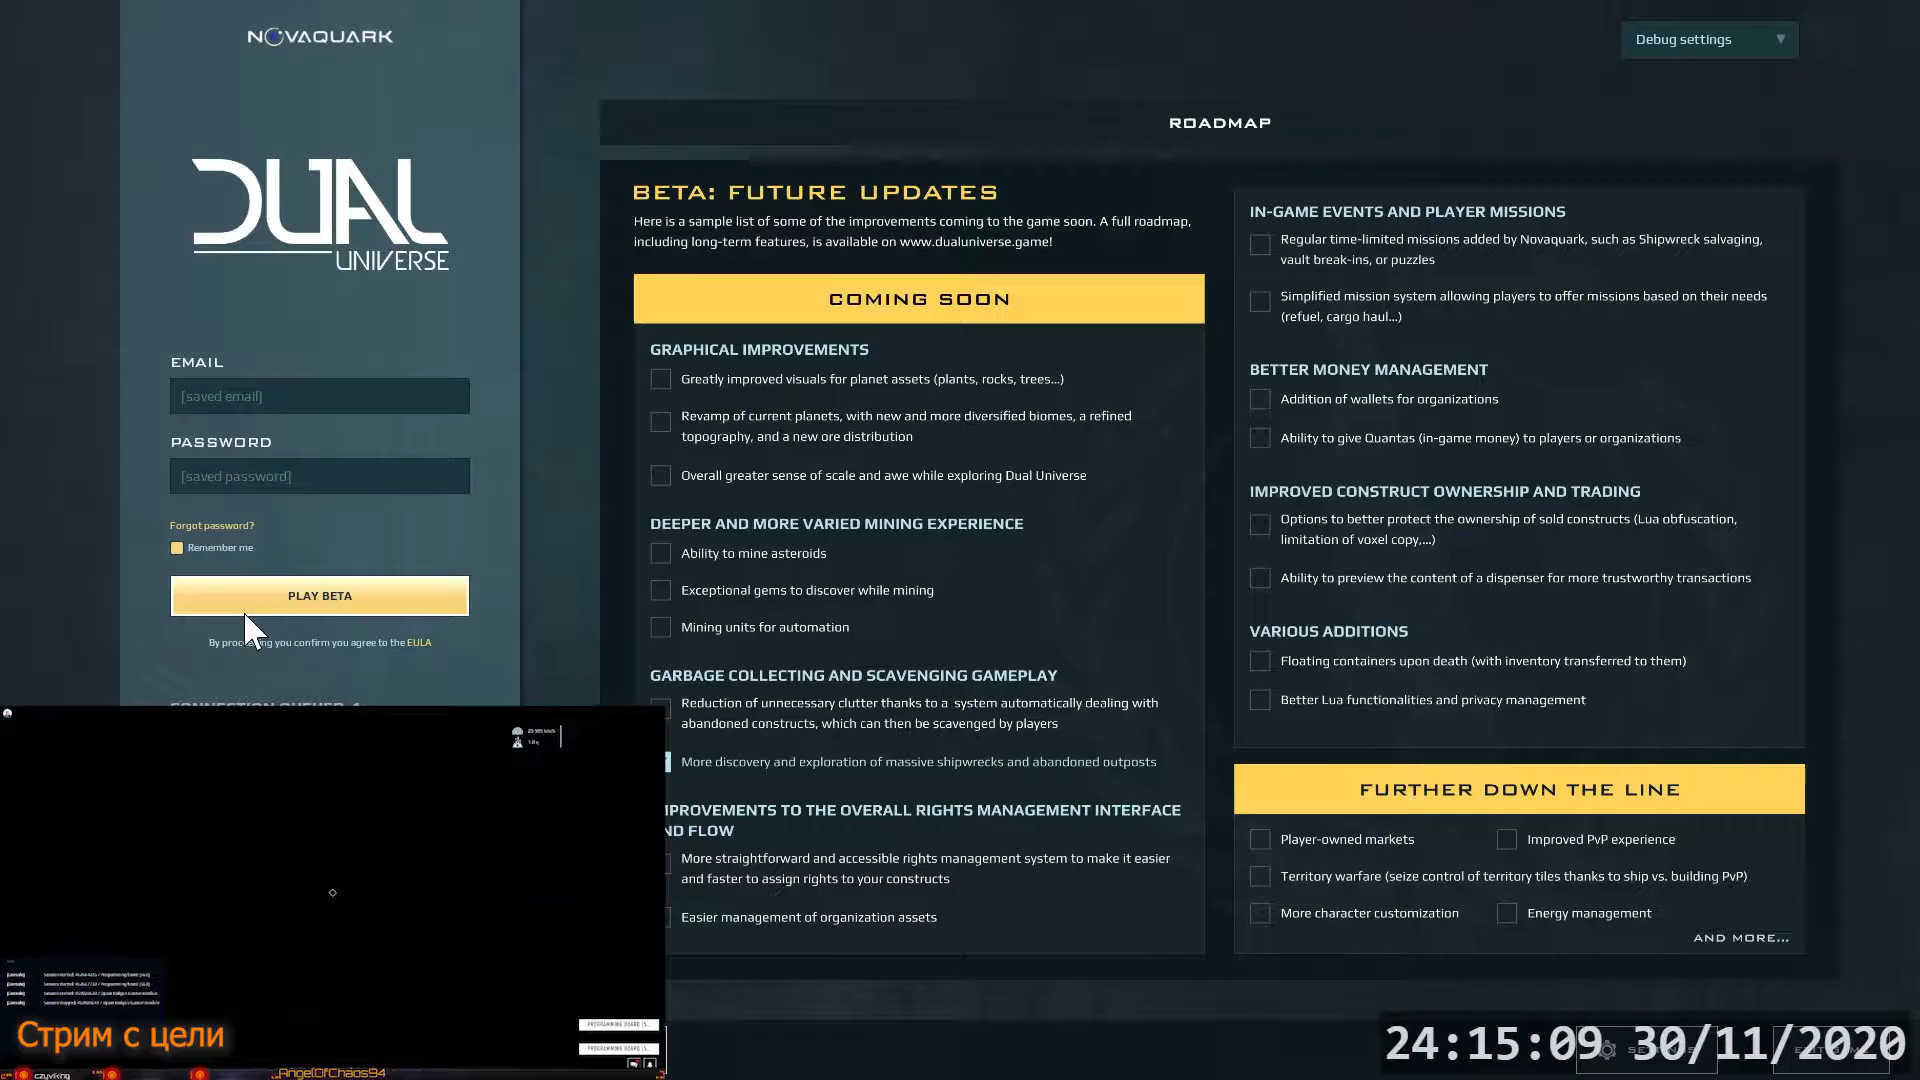 NOVAQUARK
DUAL
UNIVERSE
EMAIL
[saved email]
PASSWORD
[saved password]
Forgot password?
Remember me
PLAY BETA
By you confirm you agree to the EULA
Debug settings
ROADMAP
BETA: FUTURE UPDATES
Here is a sample list of some of the improvements coming to the game soon. A full roadmap,
including long-term features, is available on www.dualuniverse.game!
COMING SOON
GRAPHICAL IMPROVEMENTS
Greatly improved visuals for planet assets (plants, rocks, trees...)
Revamp of current planets, with new and more diversified biomes, a refined
topography, and a new ore distribution
Overall greater sense of scale and awe while exploring Dual Universe
DEEPER AND MORE VARIED MINING EXPERIENCE
Ability to mine asteroids
Exceptional gems to discover while mining
Mining units for automation
GARBAGE COLLECTING AND SCAVENGING GAMEPLAY
Reduction of unnecessary clutter thanks to a system automatically dealing with
abandoned constructs, which can then be scavenged by players
More discovery and exploration of massive shipwrecks and abandoned outposts
MPROVEMENTS TO THE OVERALL RIGHTS MANAGEMENT INTERFACE
ND FLOW
More straightforward and accessible rights management system to make it easier
and faster to assign rights to your constructs
Easier management of organization assets
IN-GAME EVENTS AND PLAYER MISSIONS
Regular time-limited missions added by Novaquark, such as Shipwreck salvaging,
vault break-ins, or puzzles
Simplified mission system allowing players to offer missions based on their needs
(refuel, cargo haul...)
BETTER MONEY MANAGEMENT
Addition of wallets for organizations
Ability to give Quantas (in-game money) to players or organizations
IMPROVED CONSTRUCT OWNERSHIP AND TRADING
Options to better protect the ownership of sold constructs (Lua obfuscation,
limitation of voxel copy,...)
Ability to preview the content of a dispenser for more trustworthy transactions
VARIOUS ADDITIONS
Floating containers upon death (with inventory transferred to them)
Better Lua functionalities and privacy management
FURTHER DOWN THE LINE
Player-owned markets
Improved PvP experience
Territory warfare (seize control of territory tiles thanks to ship vs. building PvP)
More character customization
Energy management
AND MORE...
PROGRAMMING BOARD [S...
PROGRAMMING BOARD [S...
Стрим с цели
czyviking
AngelOfChaos94
24:15:09 30/11/2020